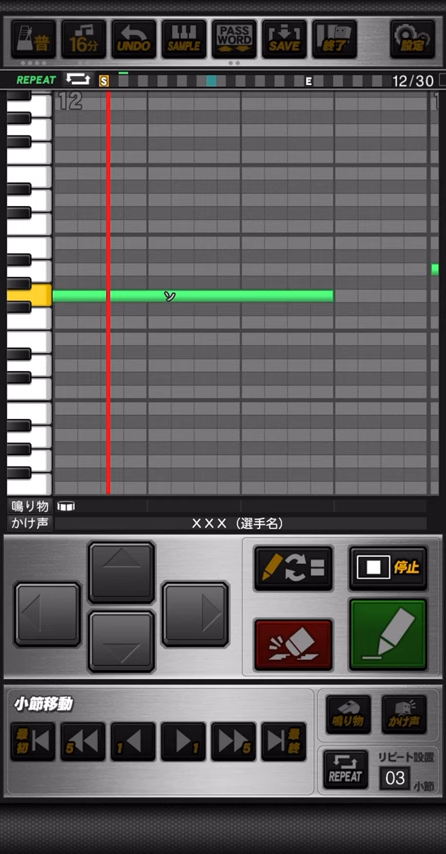 普 16分 UNDO SAMPLE PASS WORD SAVE 終了 設定
REPEAT S E 12/30
12
鳴り物
かけ声 ×××（選手名）
停止
小節移動
最初 5 1 1 5 最終
鳴り物 かけ声
リピート設置
REPEAT 03 小節